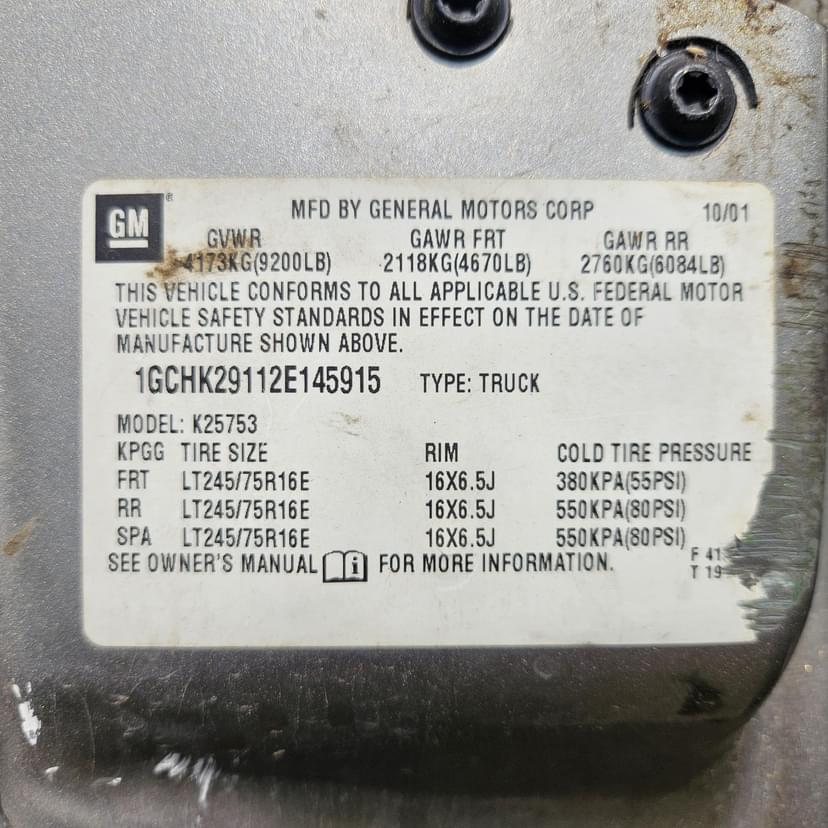 GM ®
MFD BY GENERAL MOTORS CORP 10/01
GVWR GAWR FRT GAWR RR
4173KG(9200LB) 2118KG(4670LB) 2760KG(6084LB)
THIS VEHICLE CONFORMS TO ALL APPLICABLE U.S. FEDERAL MOTOR
VEHICLE SAFETY STANDARDS IN EFFECT ON THE DATE OF
MANUFACTURE SHOWN ABOVE.
1GCHK29112E145915 TYPE: TRUCK
MODEL: K25753
KPGG TIRE SIZE RIM COLD TIRE PRESSURE
FRT LT245/75R16E 16X6.5J 380KPA(55PSI)
RR LT245/75R16E 16X6.5J 550KPA(80PSI)
SPA LT245/75R16E 16X6.5J 550KPA(80PSI)
SEE OWNER'S MANUAL i FOR MORE INFORMATION.
F 41
T 19